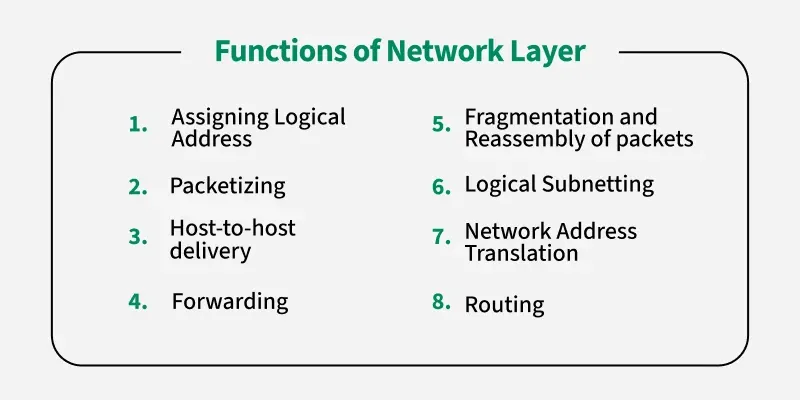 Functions of Network Layer
1. Assigning Logical
Address
2. Packetizing
3. Host-to-host
delivery
4. Forwarding
5. Fragmentation and
Reassembly of packets
6. Logical Subnetting
7. Network Address
Translation
8. Routing